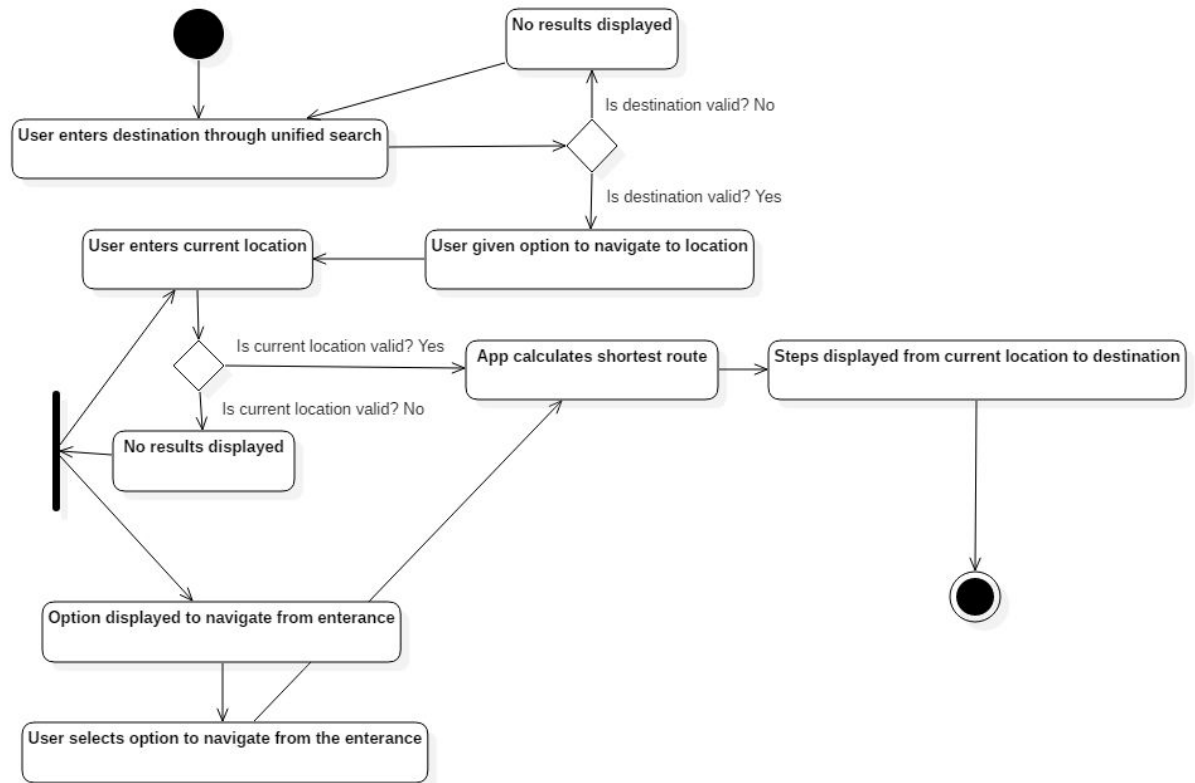 No results displayed
Is destination valid? No
User enters destination through unified search
Is destination valid? Yes
User enters current location
User given option to navigate to location
Is current location valid? Yes
App calculates shortest route
Steps displayed from current location to destination
Is current location valid? No
No results displayed
Option displayed to navigate from enterance
User selects option to navigate from the enterance